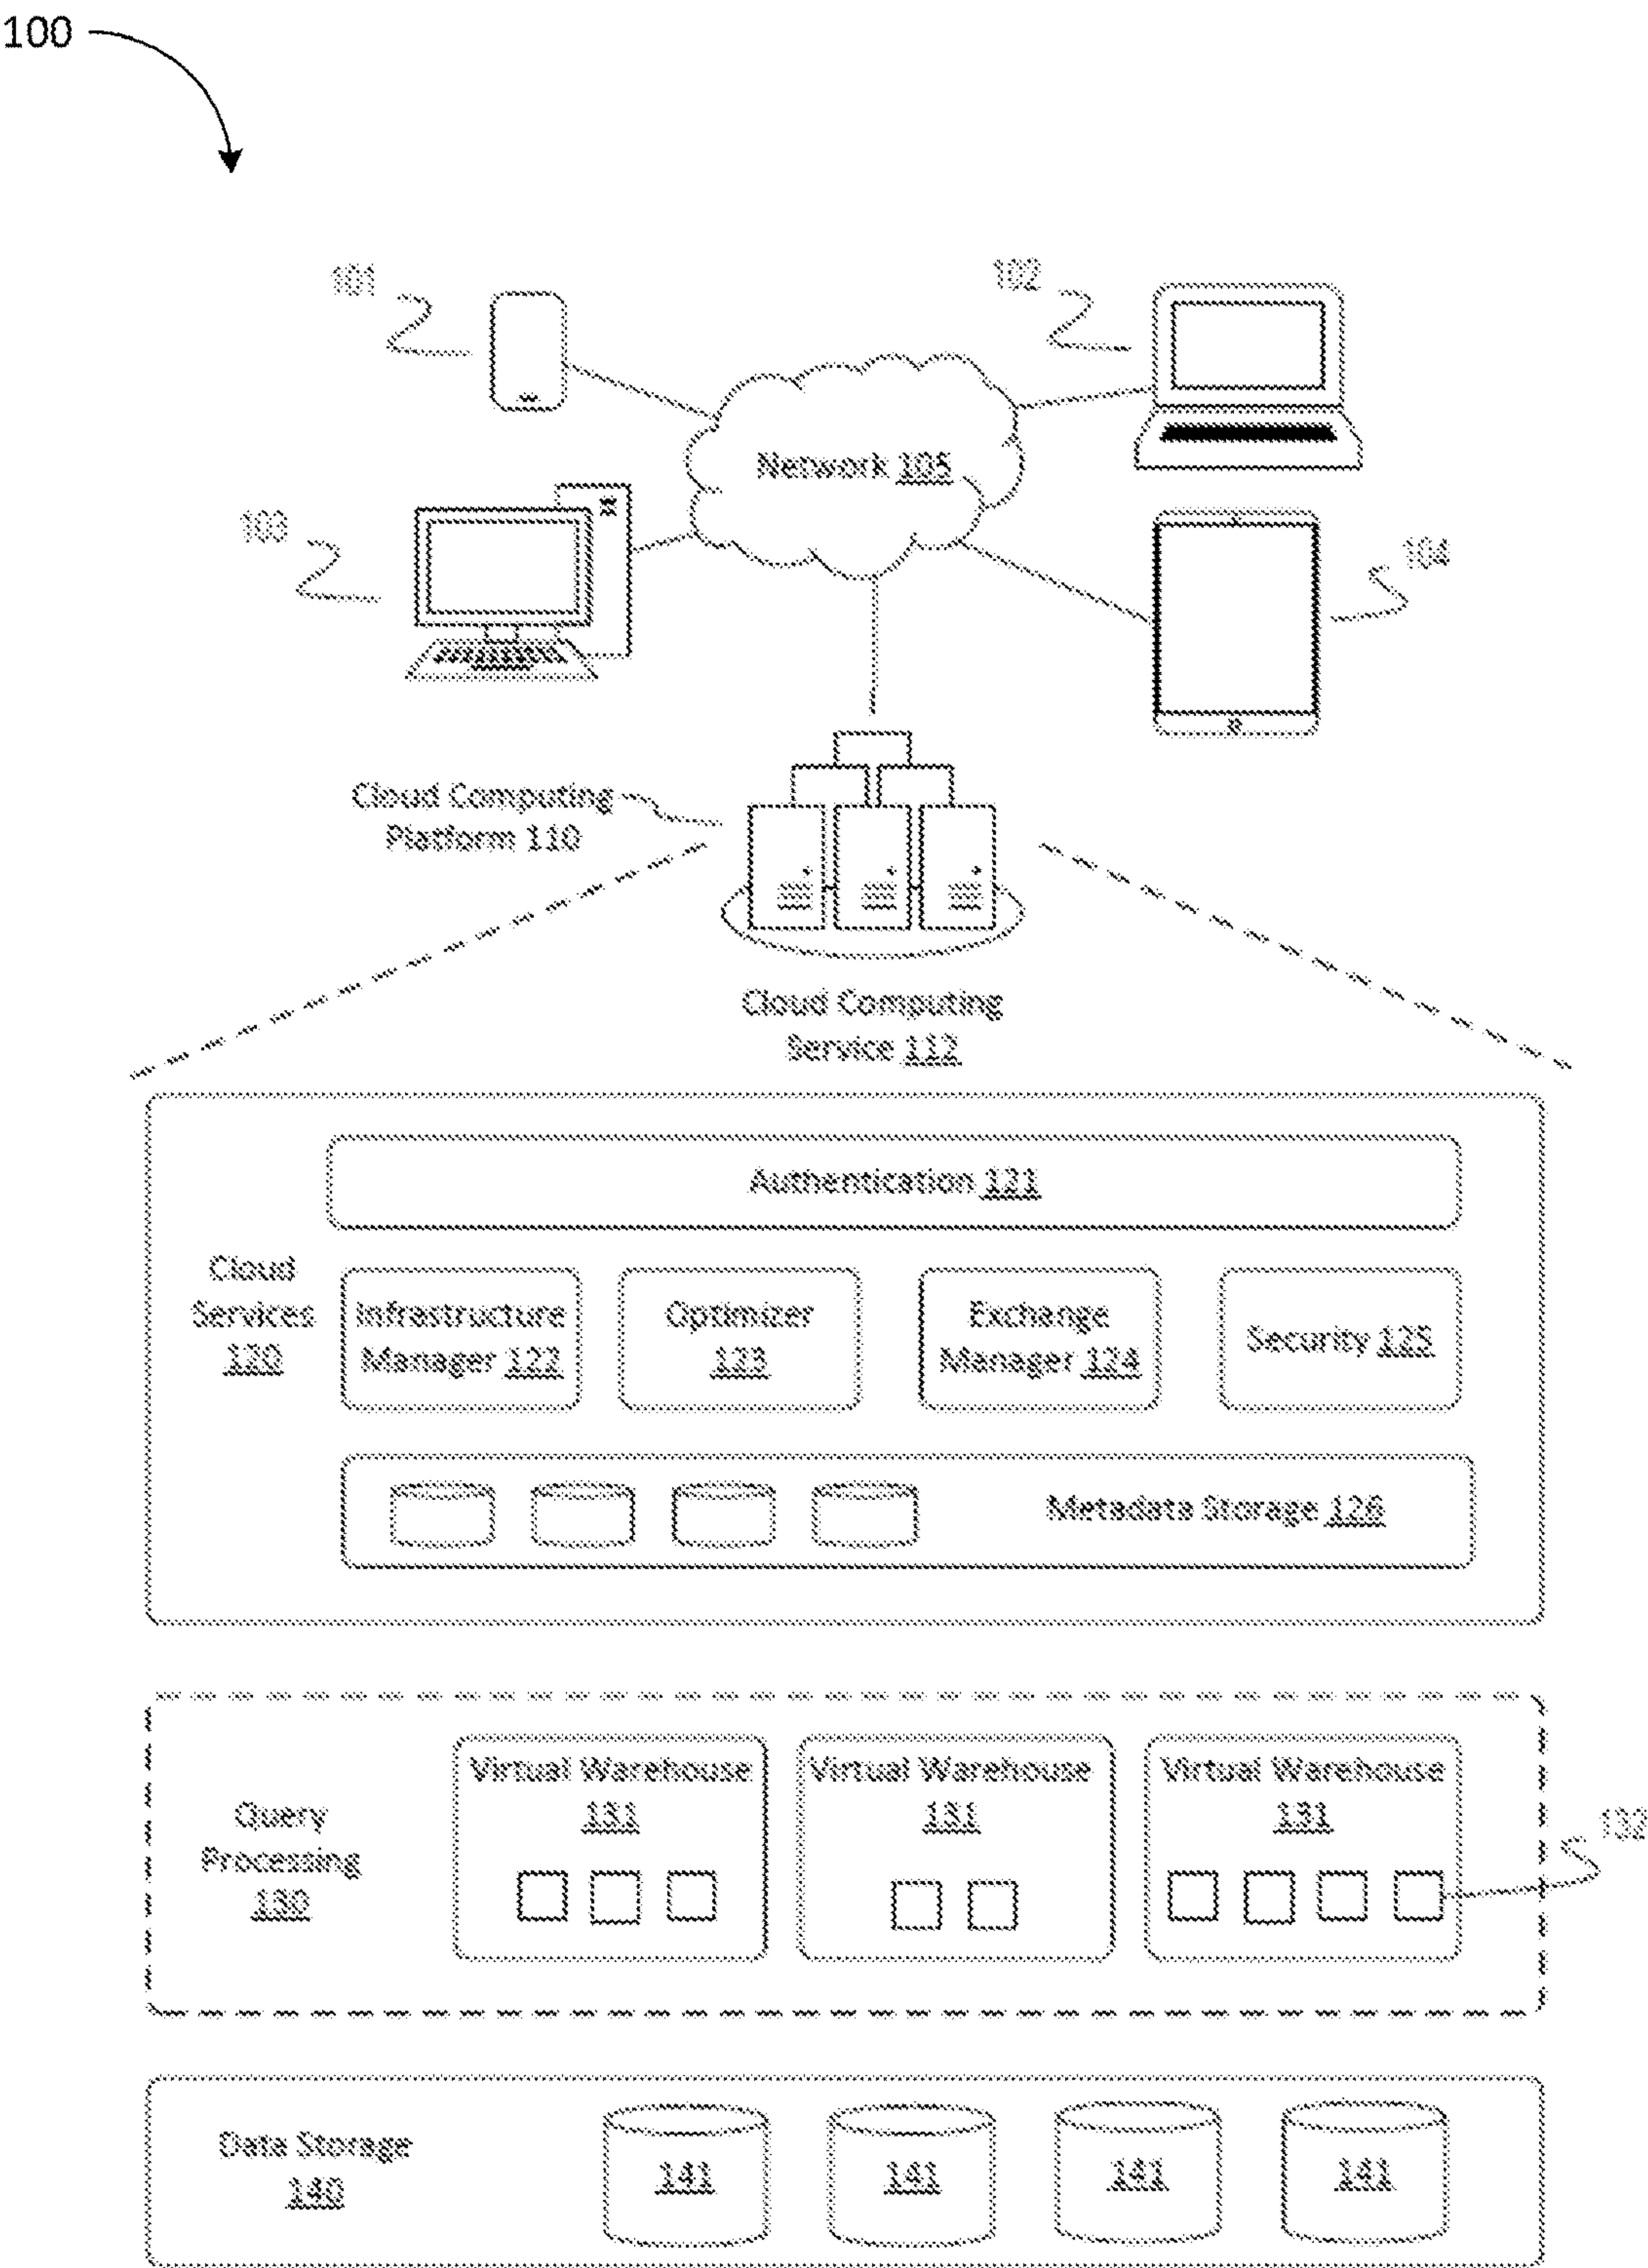 100
101
102
Network 105
103
104
Cloud Computing
Platform 110
Cloud Computing
Service 112
Authentication 121
Cloud
Services
120
Infrastructure
Manager 122
Optimizer
123
Exchange
Manager 124
Security 125
Metadata Storage 126
Query
Processing
130
Virtual Warehouse
131
Virtual Warehouse
131
Virtual Warehouse
131
132
Data Storage
140
141
141
141
141